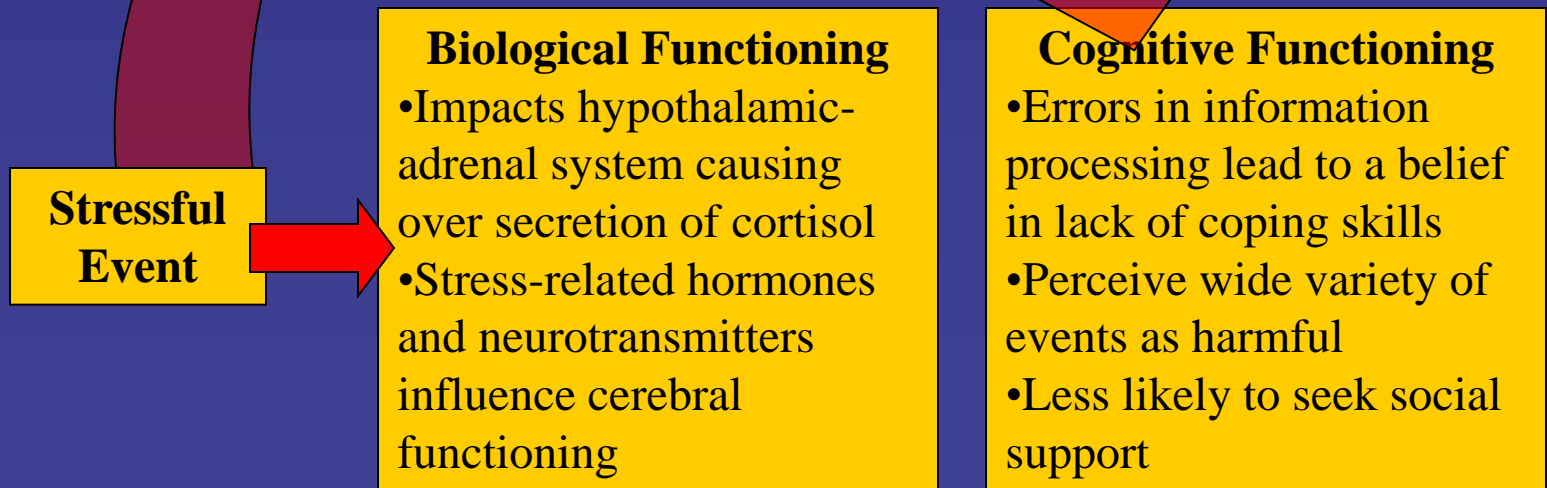 Stressful
Event
Biological Functioning
•Impacts hypothalamic-
adrenal system causing
over secretion of cortisol
•Stress-related hormones
and neurotransmitters
influence cerebral
functioning
Cognitive Functioning
•Errors in information
processing lead to a belief
in lack of coping skills
•Perceive wide variety of
events as harmful
•Less likely to seek social
support